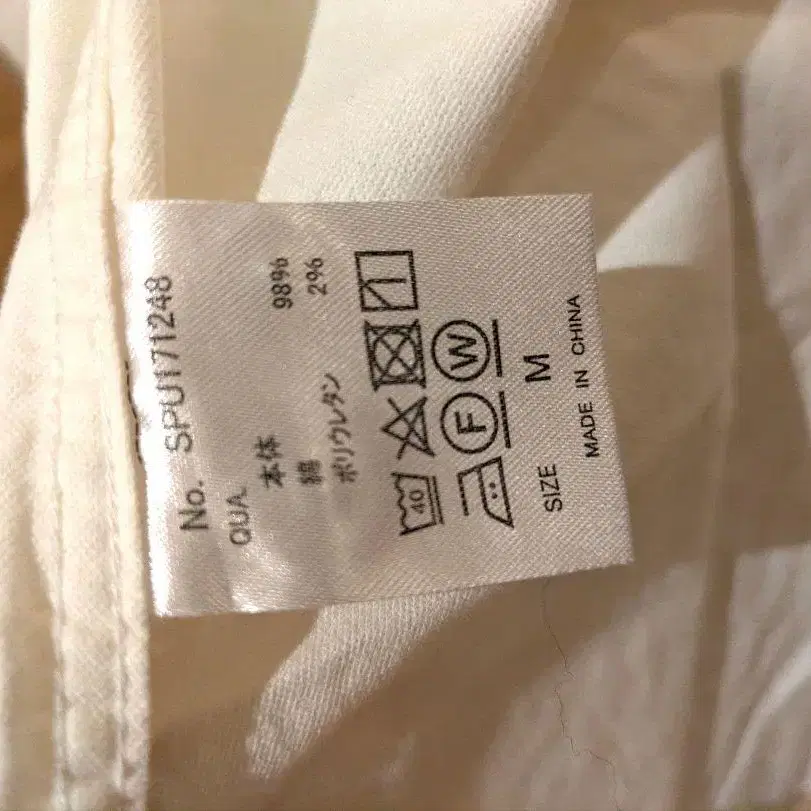 No. SPU171248
QUA.
本体
綿 98%
ポリウレタン 2%
40
F W
SIZE M
MADE IN CHINA